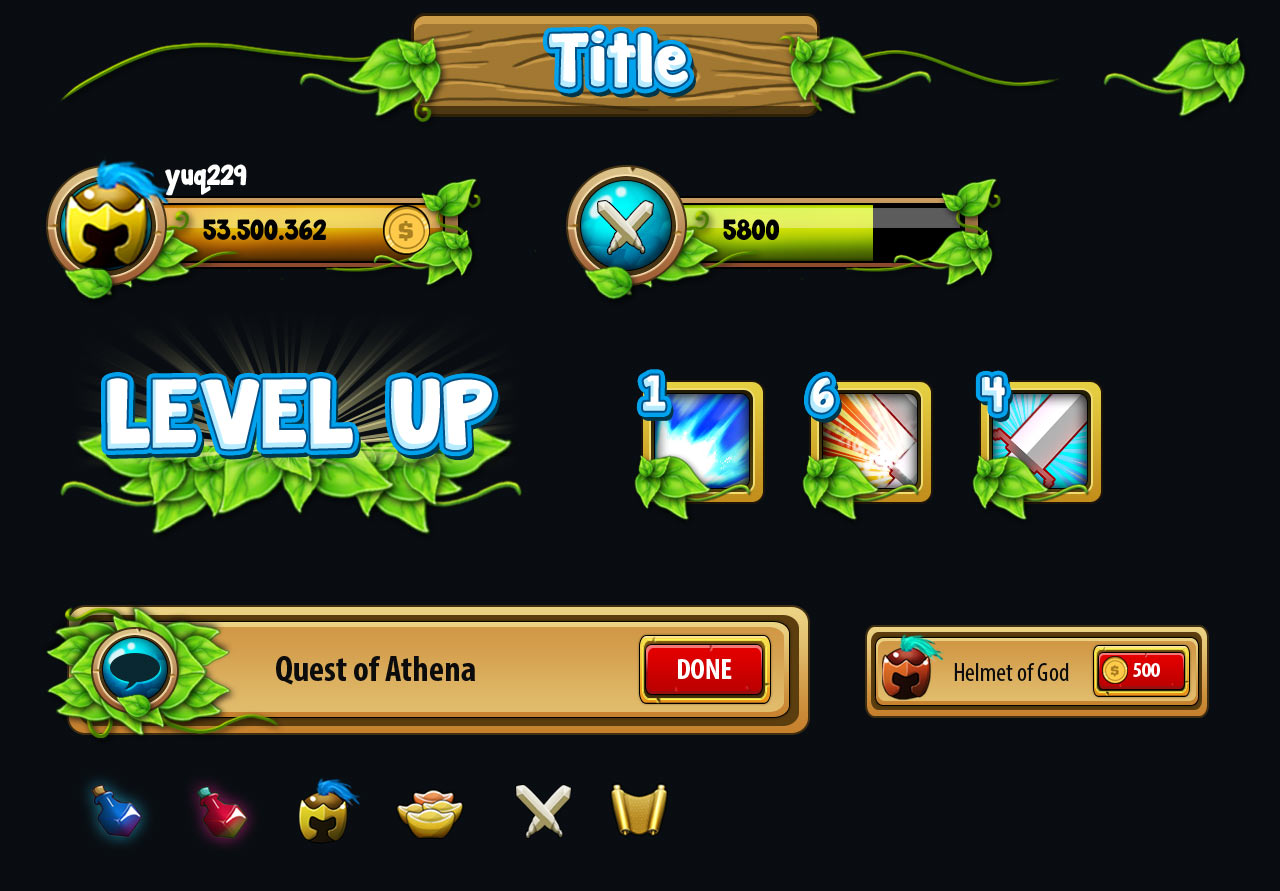 Title
yuq229
53.500.362
$
5800
LEVEL UP
1
6
4
Quest of Athena
DONE
Helmet of God
$ 500